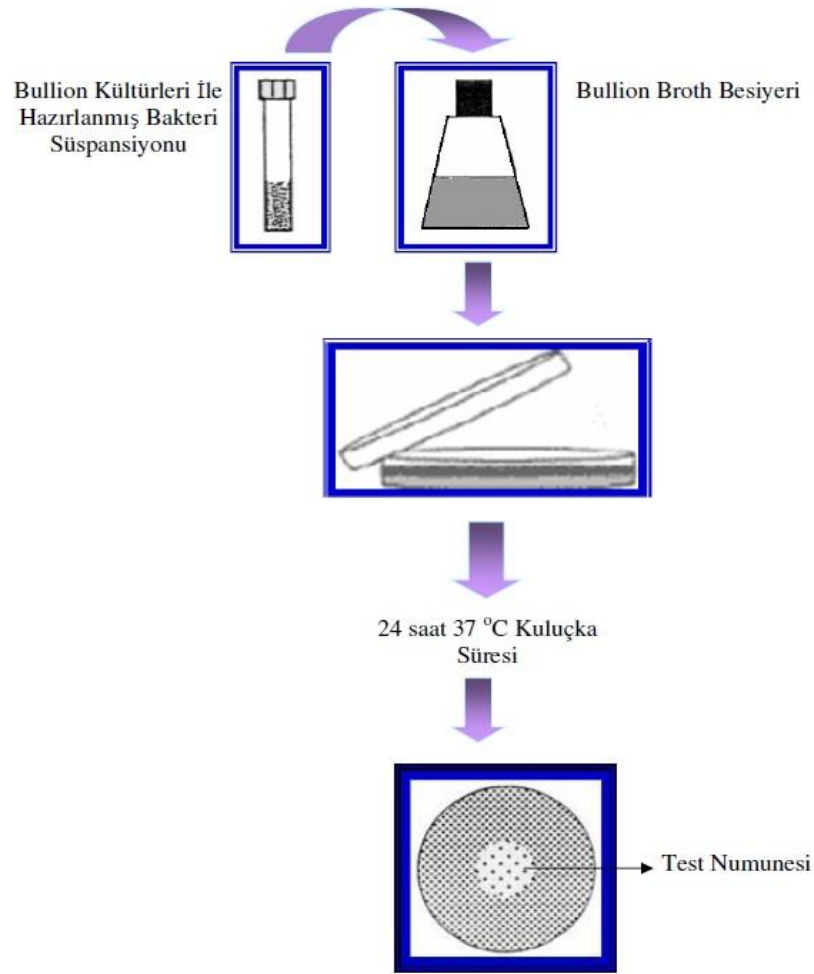 Bullion Kültürleri İle
Hazırlanmış Bakteri
Süspansiyonu
Bullion Broth Besiyeri
24 saat 37 °C Kuluçka
Süresi
Test Numunesi